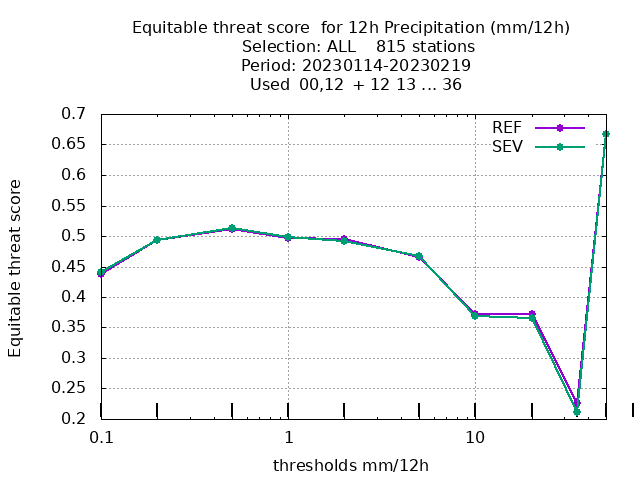 Equitable threat score  for 12h Precipitation (mm/12h)
Selection: ALL    815 stations
Period: 20230114-20230219
Used  00,12  + 12 13 ... 36
REF
SEV
0.7
0.65
0.6
0.55
0.5
0.45
0.4
0.35
0.3
0.25
0.2
Equitable threat score
0.1 1 10
thresholds mm/12h